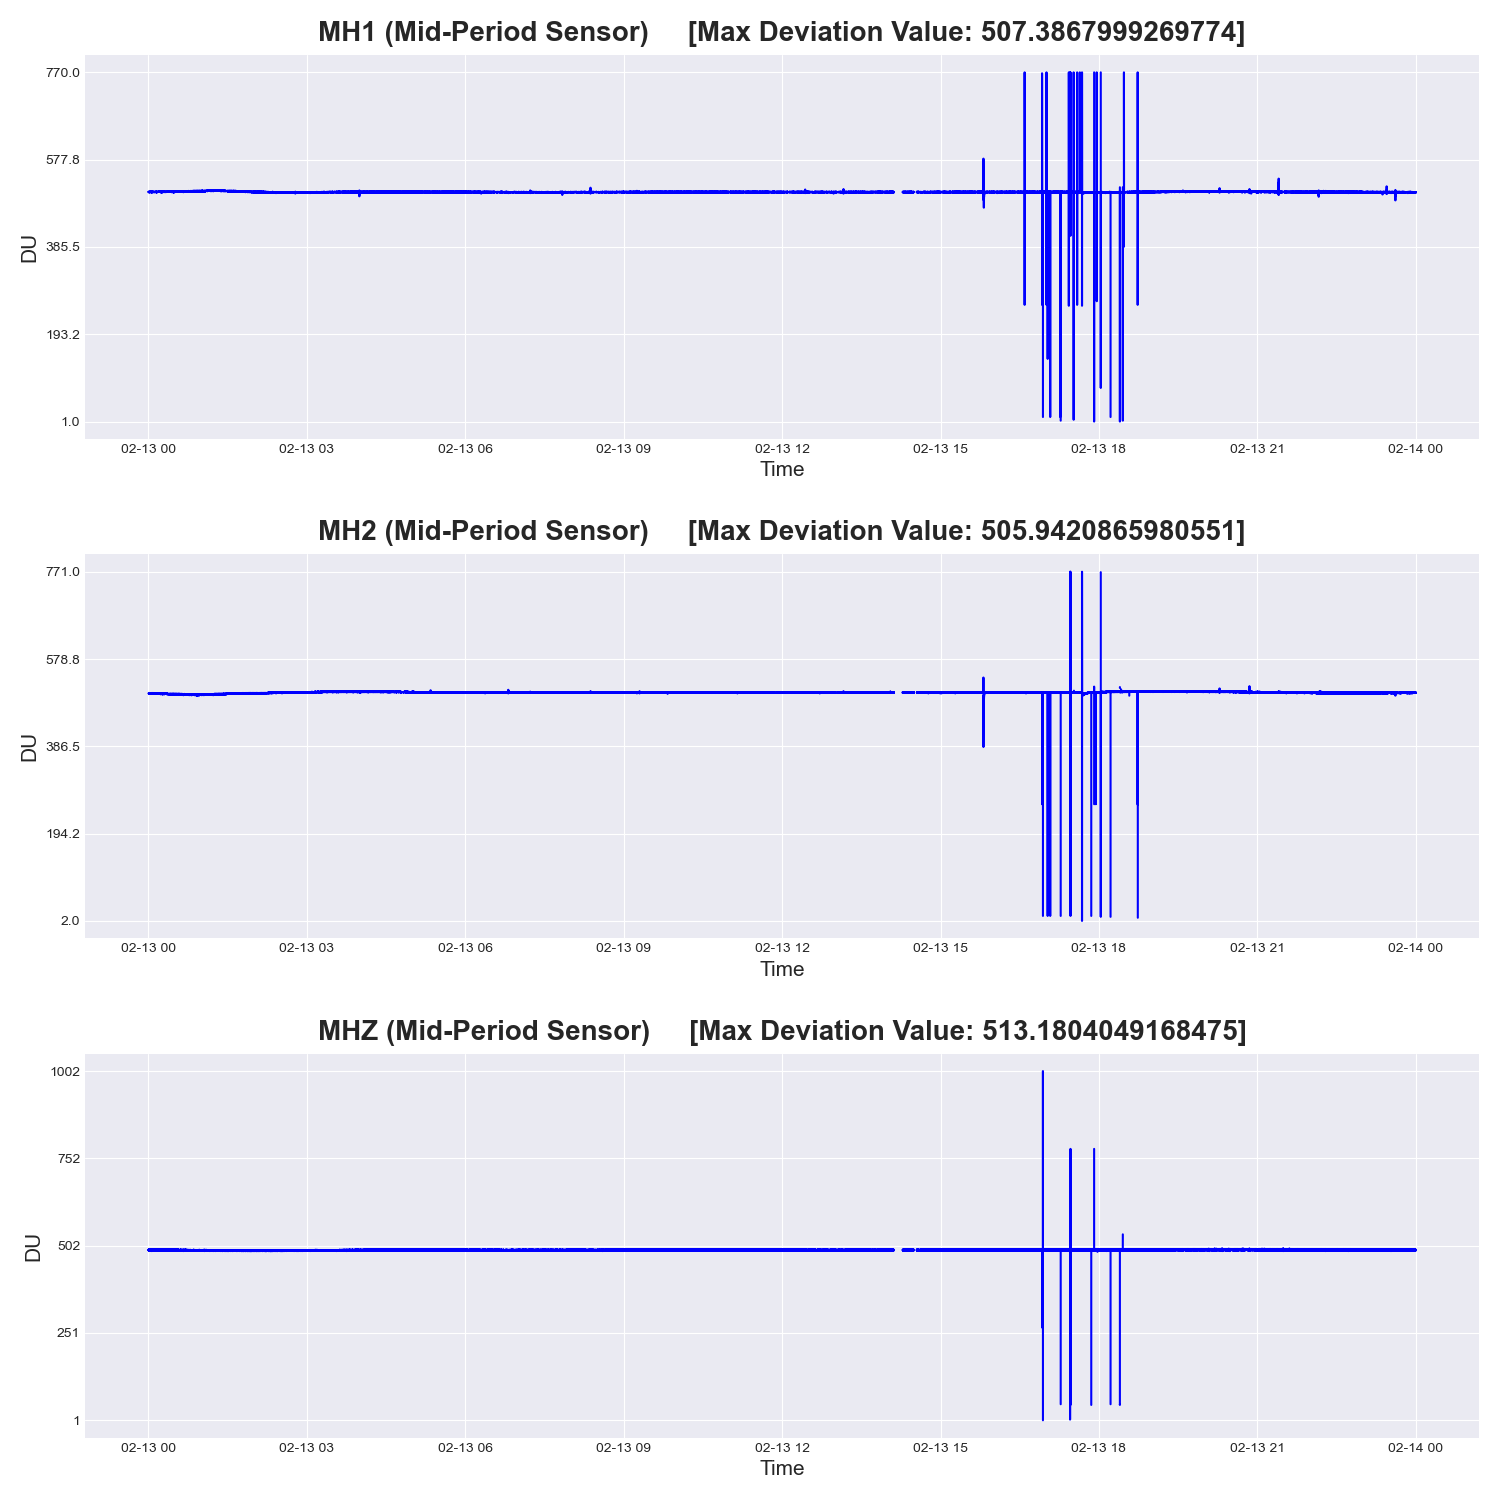 MH1 (Mid-Period Sensor) [Max Deviation Value: 507.3867999269774]
770.0
577.8
385.5
193.2
1.0
DU
02-13 00 02-13 03 02-13 06 02-13 09 02-13 12 02-13 15 02-13 18 02-13 21 02-14 00
Time
MH2 (Mid-Period Sensor) [Max Deviation Value: 505.9420865980551]
771.0
578.8
386.5
194.2
2.0
DU
02-13 00 02-13 03 02-13 06 02-13 09 02-13 12 02-13 15 02-13 18 02-13 21 02-14 00
Time
MHZ (Mid-Period Sensor) [Max Deviation Value: 513.1804049168475]
1002
752
502
251
1
DU
02-13 00 02-13 03 02-13 06 02-13 09 02-13 12 02-13 15 02-13 18 02-13 21 02-14 00
Time